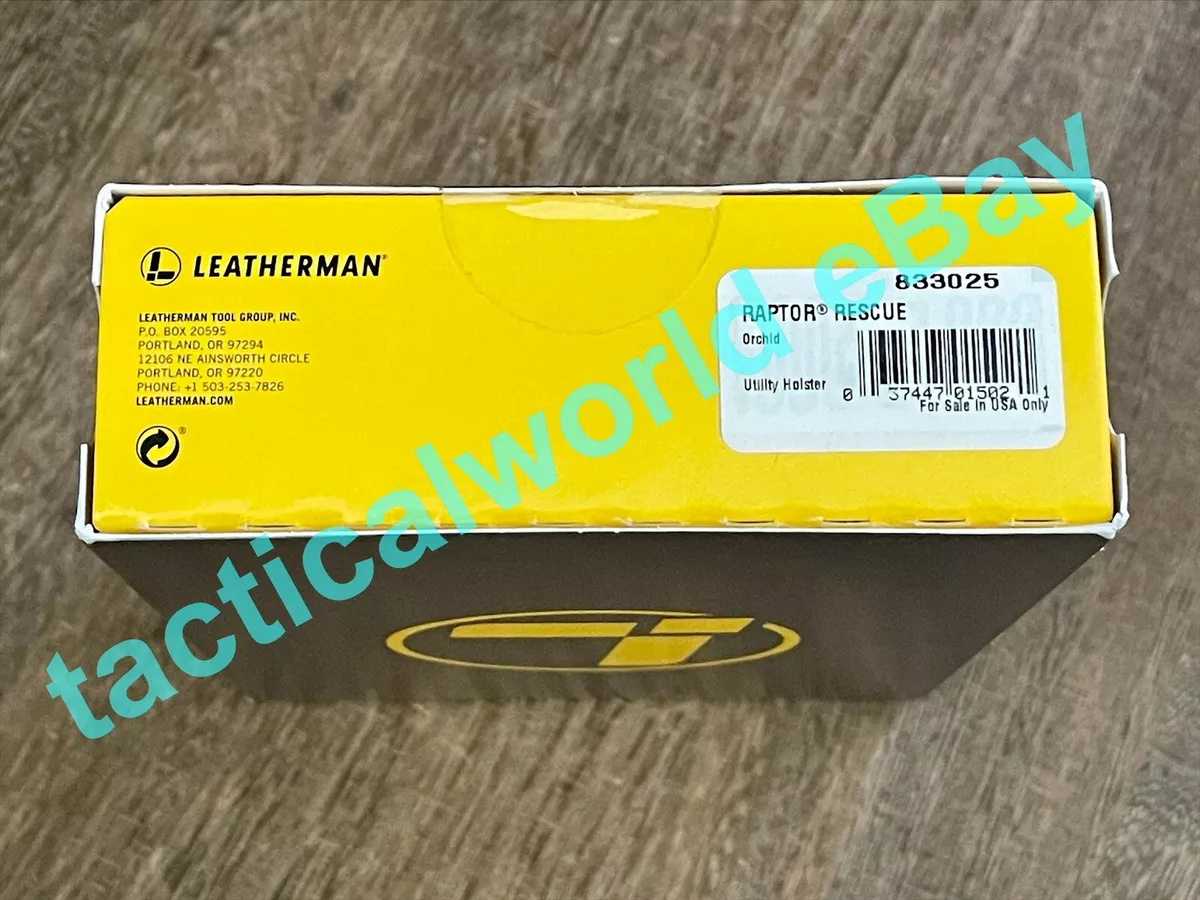 LEATHERMAN®
LEATHERMAN TOOL GROUP, INC.
P.O. BOX 20595
PORTLAND, OR 97294
12106 NE AINSWORTH CIRCLE
PORTLAND, OR 97220
PHONE: +1 503-253-7826
LEATHERMAN.COM
®
833025
RAPTOR® RESCUE
Orchid
Utility Holster
0 37447 01502 1
For Sale in USA Only
tacticalworld eBay